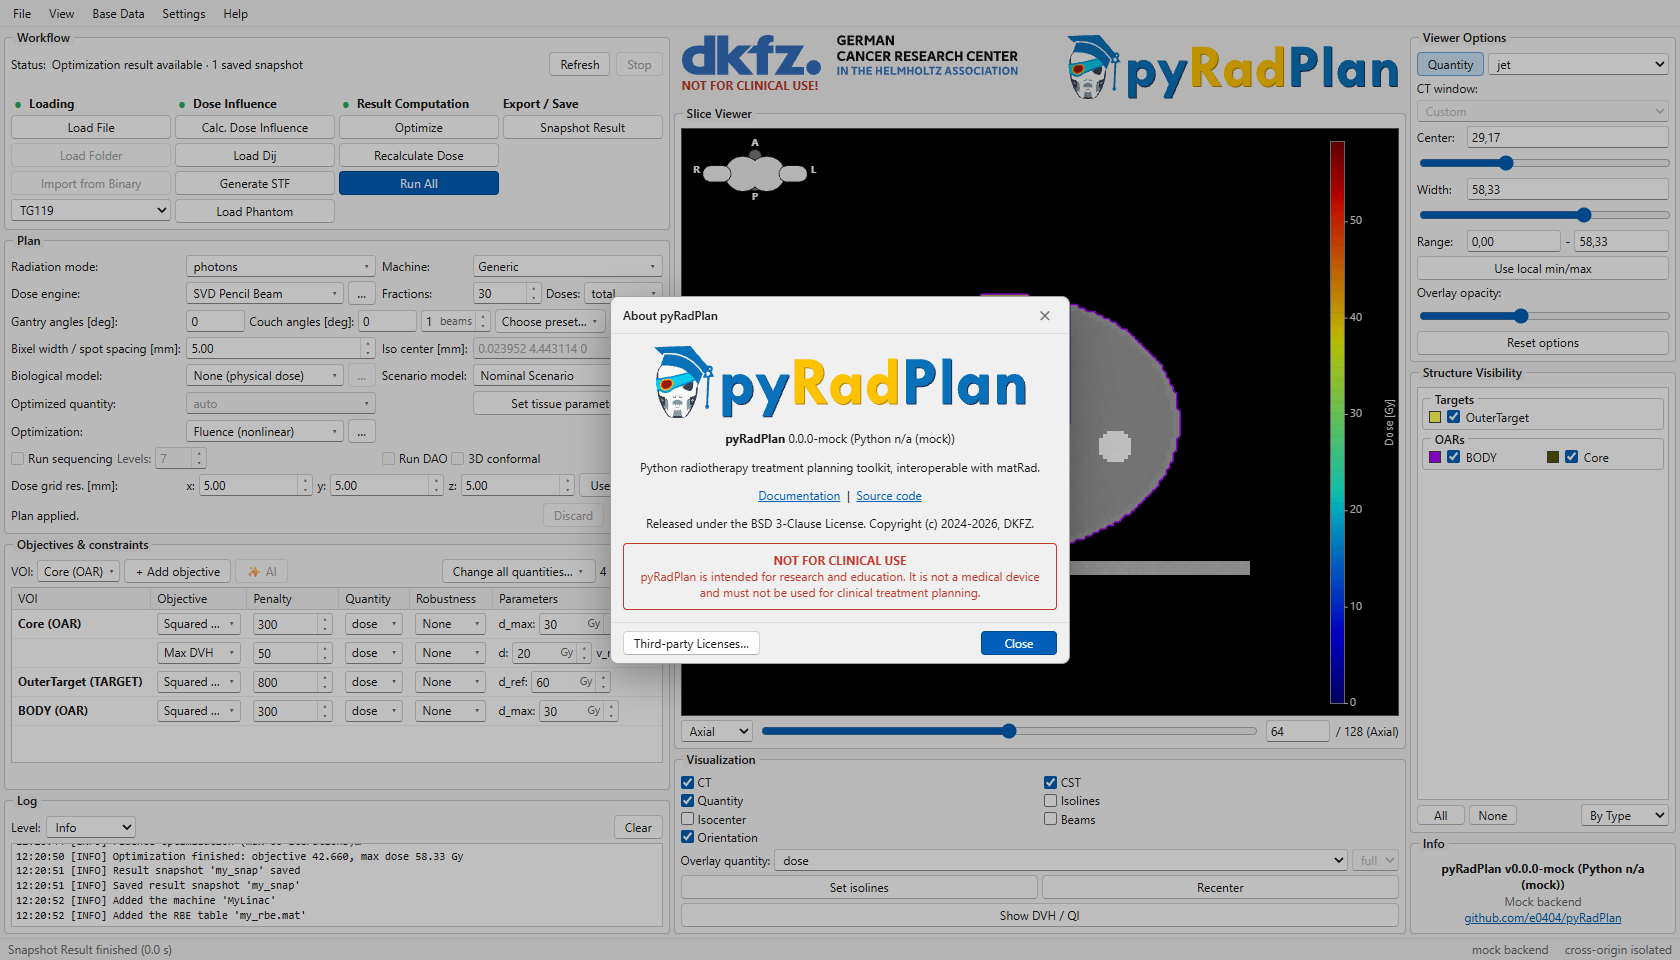 File View Base Data Settings Help
Workflow
Status: Optimization result available · 1 saved snapshot
Refresh Stop
Loading Dose Influence Result Computation Export / Save
Load File Calc. Dose Influence Optimize Snapshot Result
Load Folder Load Dij Recalculate Dose
Import from Binary Generate STF Run All
TG119 Load Phantom
Plan
Radiation mode: photons Machine: Generic
Dose engine: SVD Pencil Beam ... Fractions: 30 Doses: total
Gantry angles [deg]: 0 Couch angles [deg]: 0 1 beams Choose preset...
Bixel width / spot spacing [mm]: 5.00 Iso center [mm]: 0.023952 4.443114 0
Biological model: None (physical dose) ... Scenario model: Nominal Scenario
Optimized quantity: auto Set tissue paramet
Optimization: Fluence (nonlinear) ...
Run sequencing Levels: 7 Run DAO 3D conformal
Dose grid res. [mm]: x: 5.00 y: 5.00 z: 5.00 Use
Plan applied. Discard
Objectives & constraints
VOI: Core (OAR) + Add objective ✨ AI Change all quantities... 4
VOI Objective Penalty Quantity Robustness Parameters
Core (OAR) Squared ... 300 dose None d_max: 30 Gy
Max DVH 50 dose None d: 20 Gy
OuterTarget (TARGET) Squared ... 800 dose None d_ref: 60 Gy
BODY (OAR) Squared ... 300 dose None d_max: 30 Gy
Log
Level: Info Clear
12:20:50 [INFO] Optimization finished: objective 42.660, max dose 58.33 Gy
12:20:51 [INFO] Result snapshot 'my_snap' saved
12:20:51 [INFO] Saved result snapshot 'my_snap'
12:20:52 [INFO] Added the machine 'MyLinac'
12:20:52 [INFO] Added the RBE table 'my_rbe.mat'
Snapshot Result finished (0.0 s)
dkfz.
GERMAN
CANCER RESEARCH CENTER
IN THE HELMHOLTZ ASSOCIATION
NOT FOR CLINICAL USE!
pyRadPlan
Slice Viewer
A
R L
P
50
40
30
20
10
0
Dose [Gy]
Axial 64 / 128 (Axial)
Visualization
CT CST
Quantity Isolines
Isocenter Beams
Orientation
Overlay quantity: dose full
Set isolines Recenter
Show DVH / QI
About pyRadPlan
pyRadPlan
pyRadPlan 0.0.0-mock (Python n/a (mock))
Python radiotherapy treatment planning toolkit, interoperable with matRad.
Documentation | Source code
Released under the BSD 3-Clause License. Copyright (c) 2024-2026, DKFZ.
NOT FOR CLINICAL USE
pyRadPlan is intended for research and education. It is not a medical device
and must not be used for clinical treatment planning.
Third-party Licenses... Close
Viewer Options
Quantity jet
CT window:
Custom
Center: 29,17
Width: 58,33
Range: 0,00 - 58,33
Use local min/max
Overlay opacity:
Reset options
Structure Visibility
Targets
OuterTarget
OARs
BODY Core
All None By Type
Info
pyRadPlan v0.0.0-mock (Python n/a
(mock))
Mock backend
github.com/e0404/pyRadPlan
mock backend cross-origin isolated